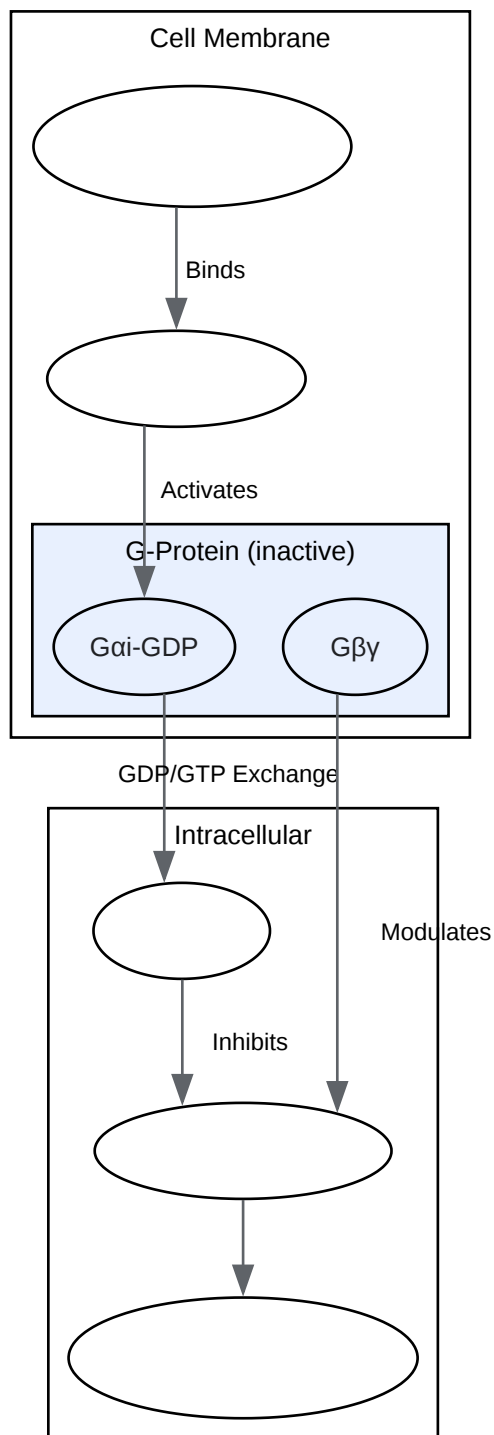 Cell Membrane
Binds
Activates
G-Protein (inactive)
Gαi-GDP
Gβγ
GDP/GTP Exchange
Intracellular
Modulates
Inhibits